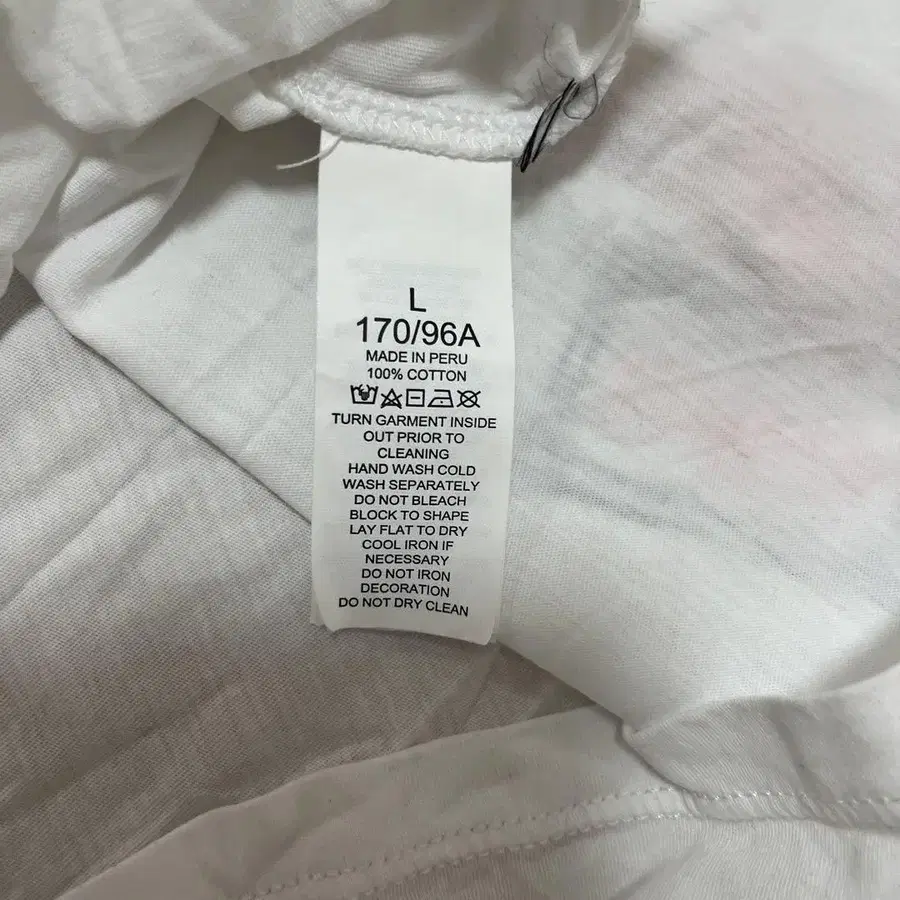 L
170/96A
MADE IN PERU
100% COTTON
TURN GARMENT INSIDE
OUT PRIOR TO
CLEANING
HAND WASH COLD
WASH SEPARATELY
DO NOT BLEACH
BLOCK TO SHAPE
LAY FLAT TO DRY
COOL IRON IF
NECESSARY
DO NOT IRON
DECORATION
DO NOT DRY CLEAN